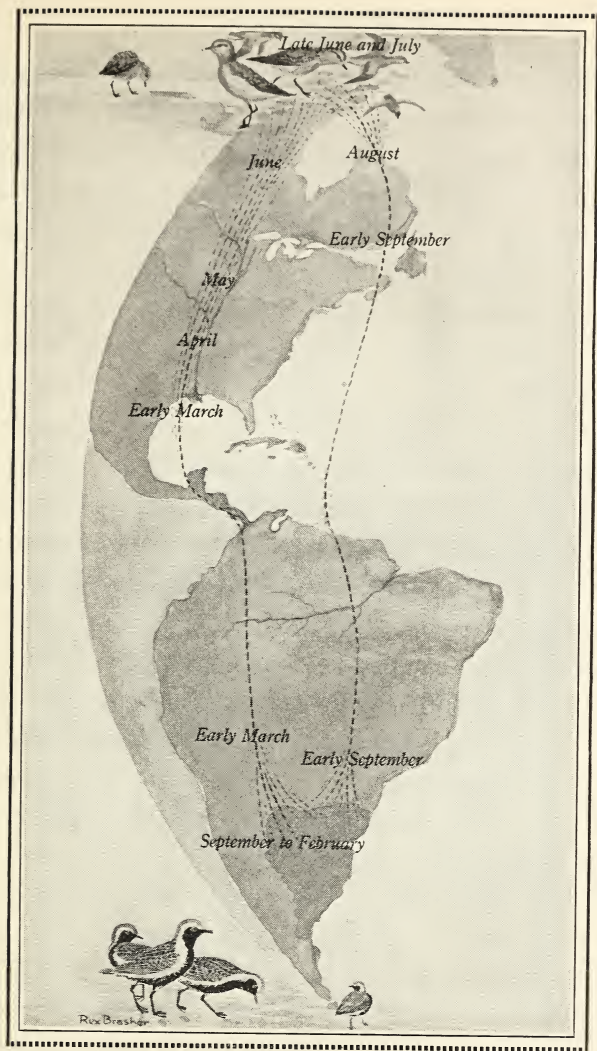 Late June and July
June
August
Early September
May
April
Early March
Early March
Early September
September to February
Rex Brasher